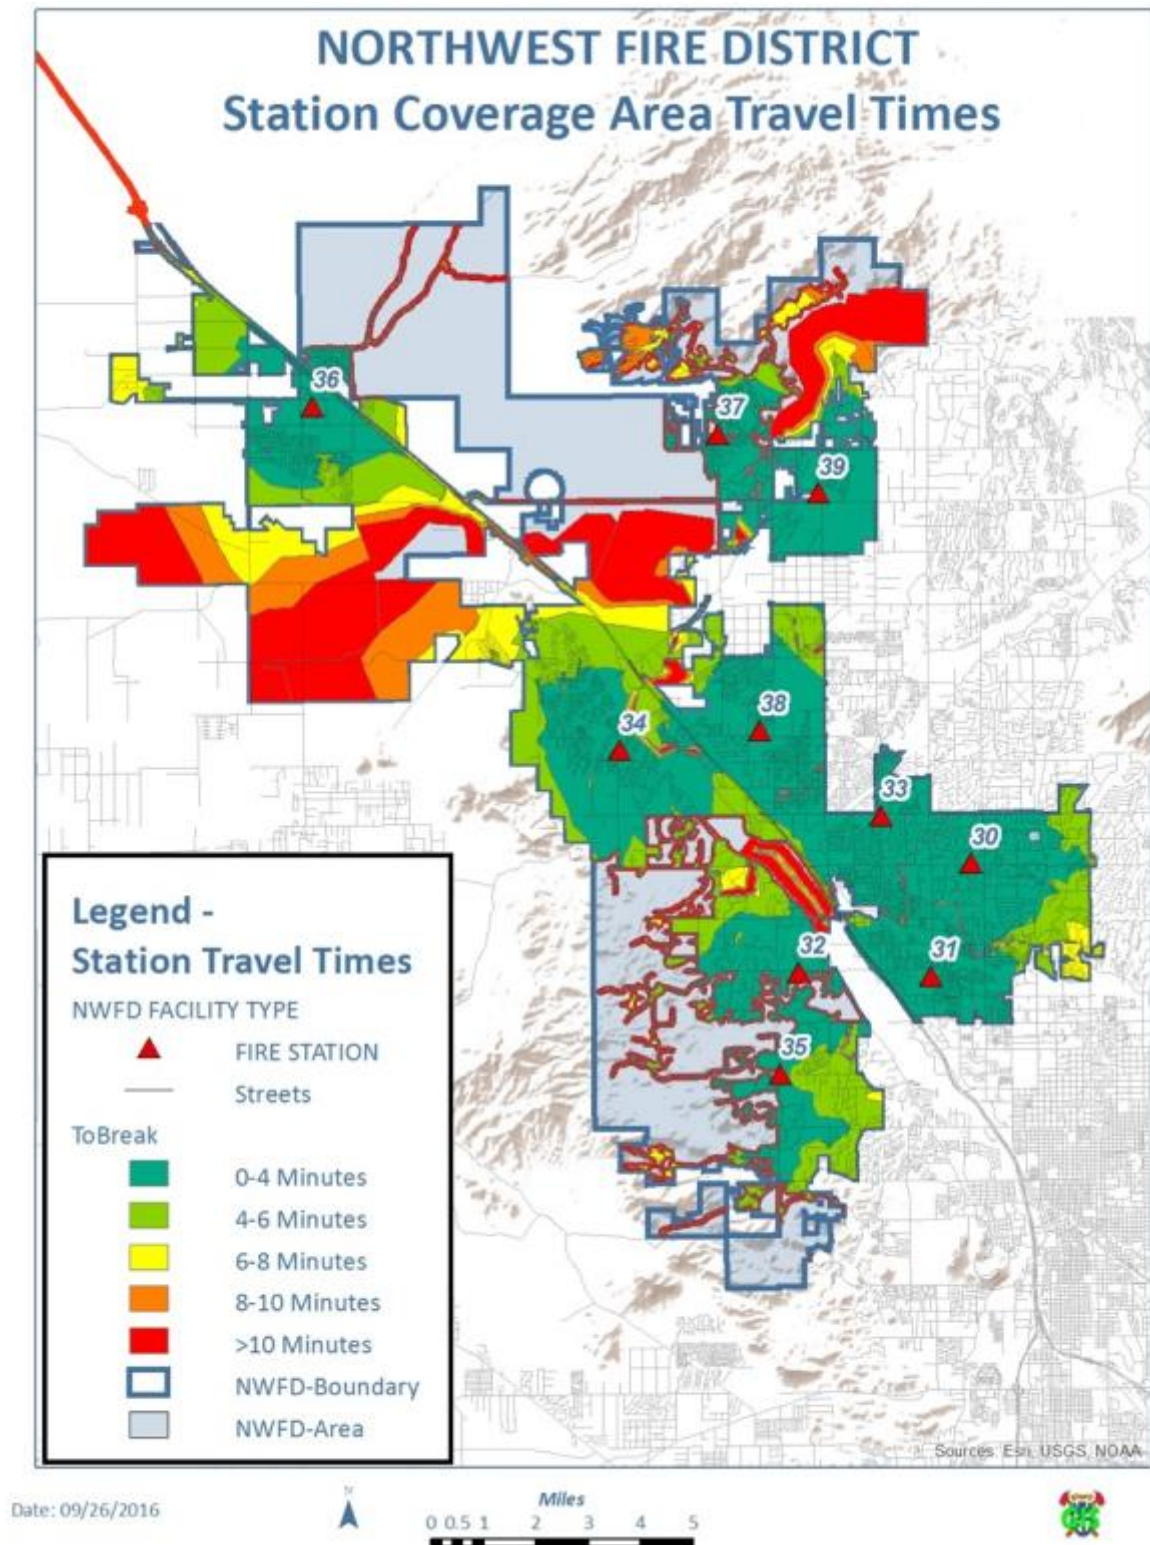 NORTHWEST FIRE DISTRICT
Station Coverage Area Travel Times
36
37
39
34
38
33
30
32
31
35
Legend -
Station Travel Times
NWFD FACILITY TYPE
FIRE STATION
Streets
ToBreak
0-4 Minutes
4-6 Minutes
6-8 Minutes
8-10 Minutes
>10 Minutes
NWFD-Boundary
NWFD-Area
Sources: Esri, USGS, NOAA
Date: 09/26/2016
N
Miles
0 0.5 1 2 3 4 5